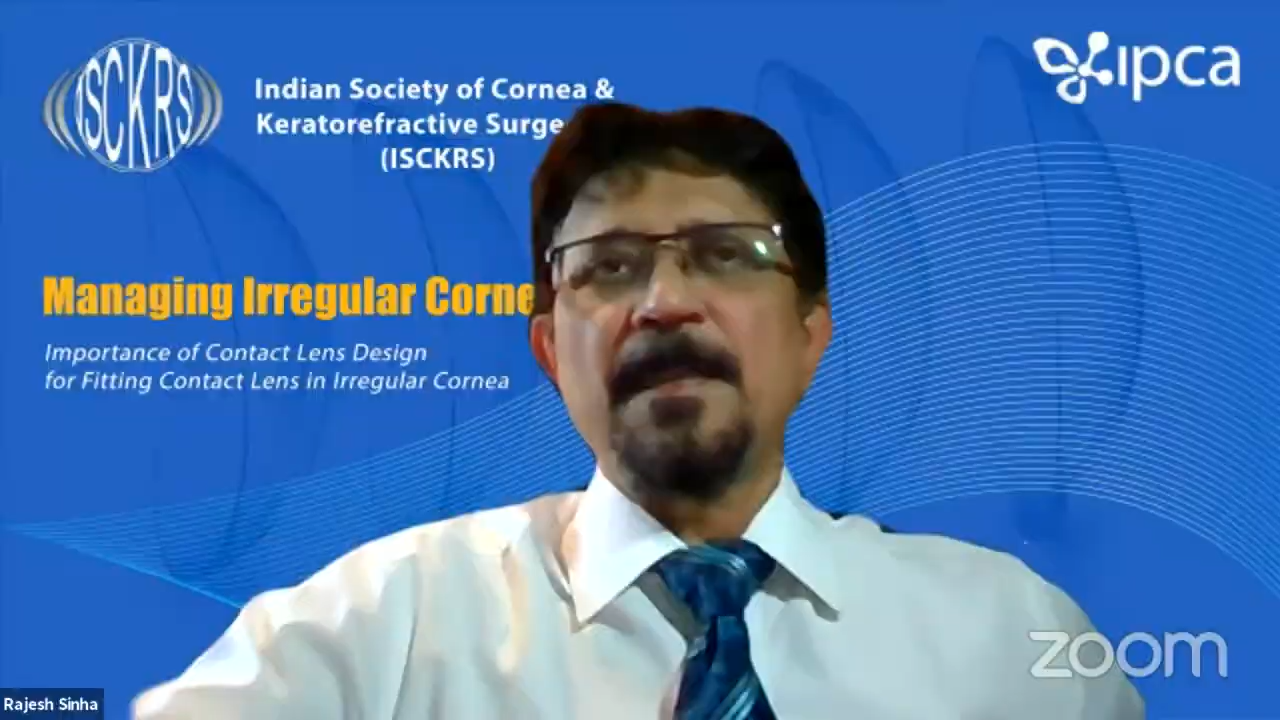 ISCKRS
Indian Society of Cornea &
Keratorefractive Surge
(ISCKRS)
ipca
Managing Irregular Corne
Importance of Contact Lens Design
for Fitting Contact Lens in Irregular Cornea
zoom
Rajesh Sinha